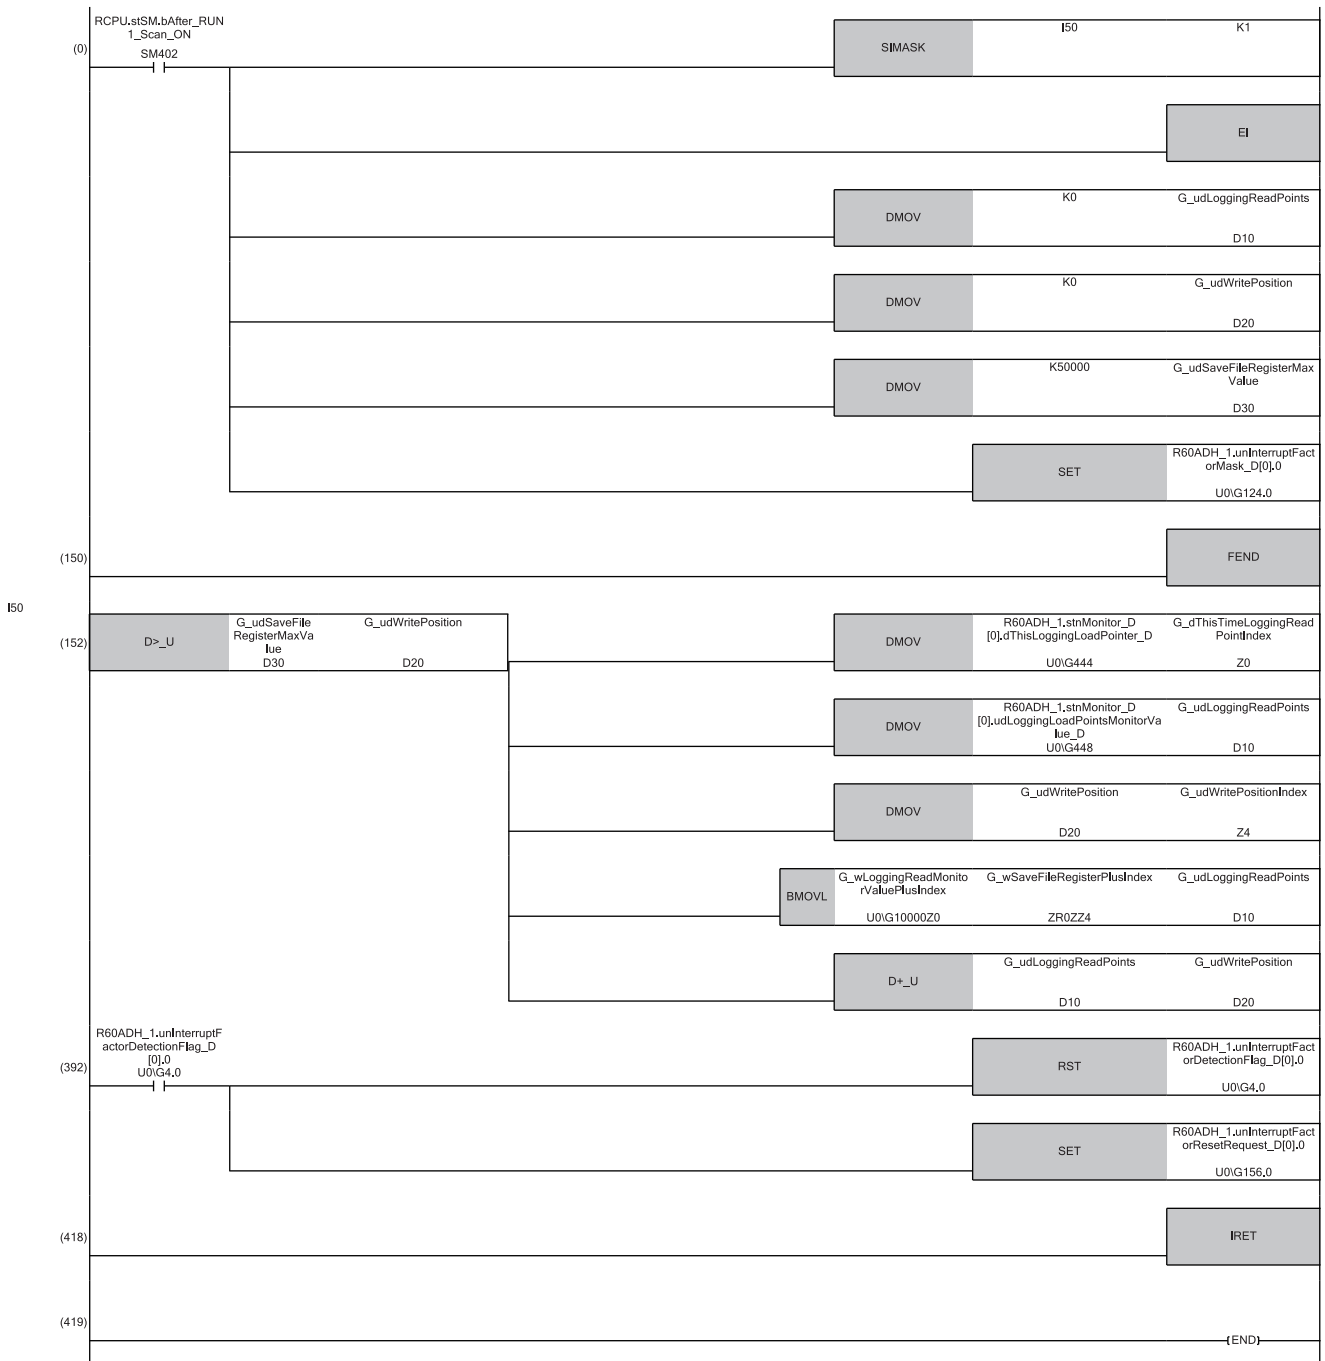 RCPU.stSM.bAfter_RUN
1_Scan_ON
(0)
SM402
SIMASK
I50
K1
EI
DMOV
K0
G_udLoggingReadPoints
D10
DMOV
K0
G_udWritePosition
D20
DMOV
K50000
G_udSaveFileRegisterMax
Value
D30
SET
R60ADH_1.unInterruptFact
orMask_D[0].0
U0\G124.0
(150)
FEND
I50
(152)
D>_U
G_udSaveFile
RegisterMaxVa
lue
D30
G_udWritePosition
D20
DMOV
R60ADH_1.stnMonitor_D
[0].dThisLoggingLoadPointer_D
U0\G444
G_dThisTimeLoggingRead
PointIndex
Z0
DMOV
R60ADH_1.stnMonitor_D
[0].udLoggingLoadPointsMonitorVa
lue_D
U0\G448
G_udLoggingReadPoints
D10
DMOV
G_udWritePosition
D20
G_udWritePositionIndex
Z4
BMOVL
G_wLoggingReadMonito
rValuePlusIndex
U0\G10000Z0
G_wSaveFileRegisterPlusIndex
ZR0ZZ4
G_udLoggingReadPoints
D10
D+_U
G_udLoggingReadPoints
D10
G_udWritePosition
D20
R60ADH_1.unInterruptF
actorDetectionFlag_D
[0].0
(392)
U0\G4.0
RST
R60ADH_1.unInterruptFact
orDetectionFlag_D[0].0
U0\G4.0
SET
R60ADH_1.unInterruptFact
orResetRequest_D[0].0
U0\G156.0
(418)
IRET
(419)
{END}